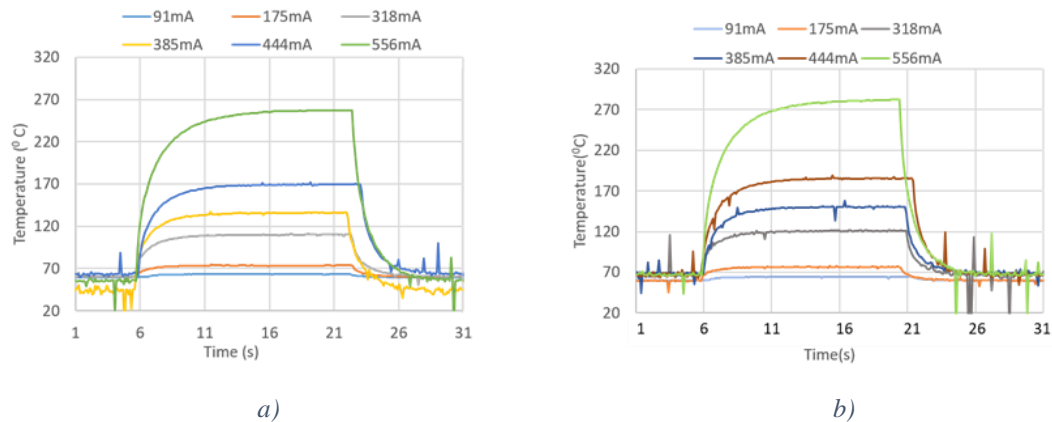 91mA 175mA 318mA
385mA 444mA 556mA
320
270
220
170
120
70
20
Temperature (⁰ C)
1 6 11 16 21 26 31
Time (s)
a)
91mA 175mA 318mA
385mA 444mA 556mA
320
270
220
170
120
70
20
Temperature(⁰C)
1 6 11 16 21 26 31
Time(s)
b)